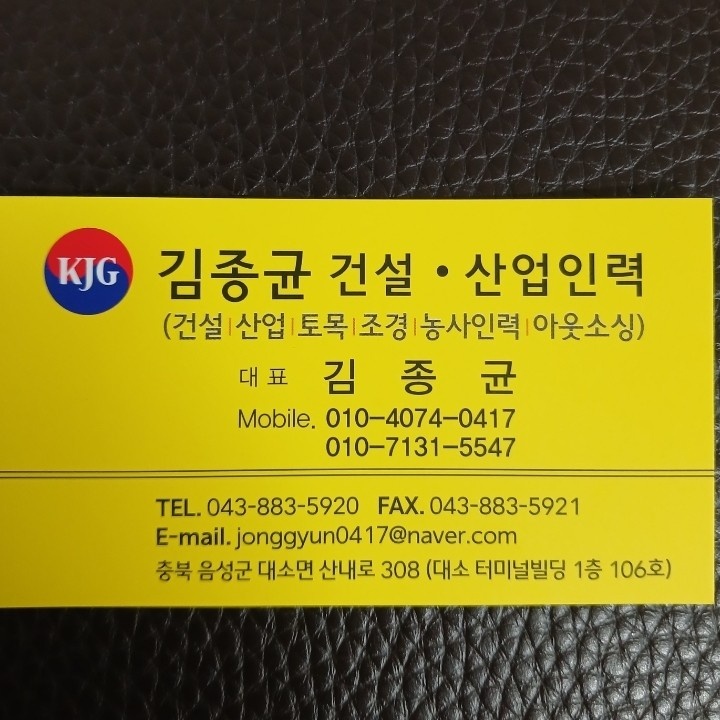 KJG
김종균 건설 • 산업인력
(건설|산업|토목|조경|농사인력|아웃소싱)
대표 김 종 균
Mobile. 010-4074-0417
010-7131-5547
TEL. 043-883-5920 FAX. 043-883-5921
E-mail. jonggyun0417@naver.com
충북 음성군 대소면 산내로 308 (대소 터미널빌딩 1층 106호)